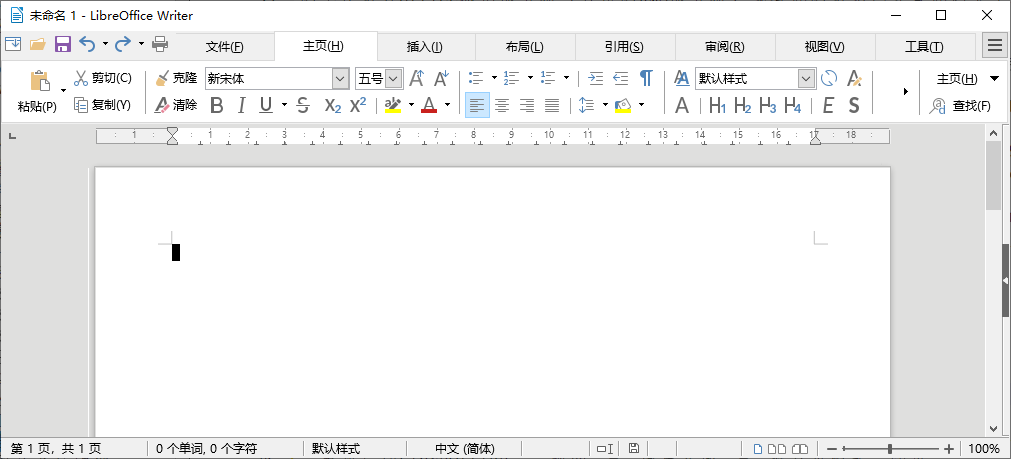 未命名 1 - LibreOffice Writer
文件(F) 主页(H) 插入(I) 布局(L) 引用(S) 审阅(R) 视图(V) 工具(T)
粘贴(P) 剪切(C) 克隆 新宋体 五号 默认样式 主页(H)
复制(Y) 清除 B I U S X₂ X² A A H1 H2 H3 H4 E S 查找(F)
1 1 2 3 4 5 6 7 8 9 10 11 12 13 14 15 16 17 18
第 1 页，共 1 页 0 个单词, 0 个字符 默认样式 中文 (简体) 100%